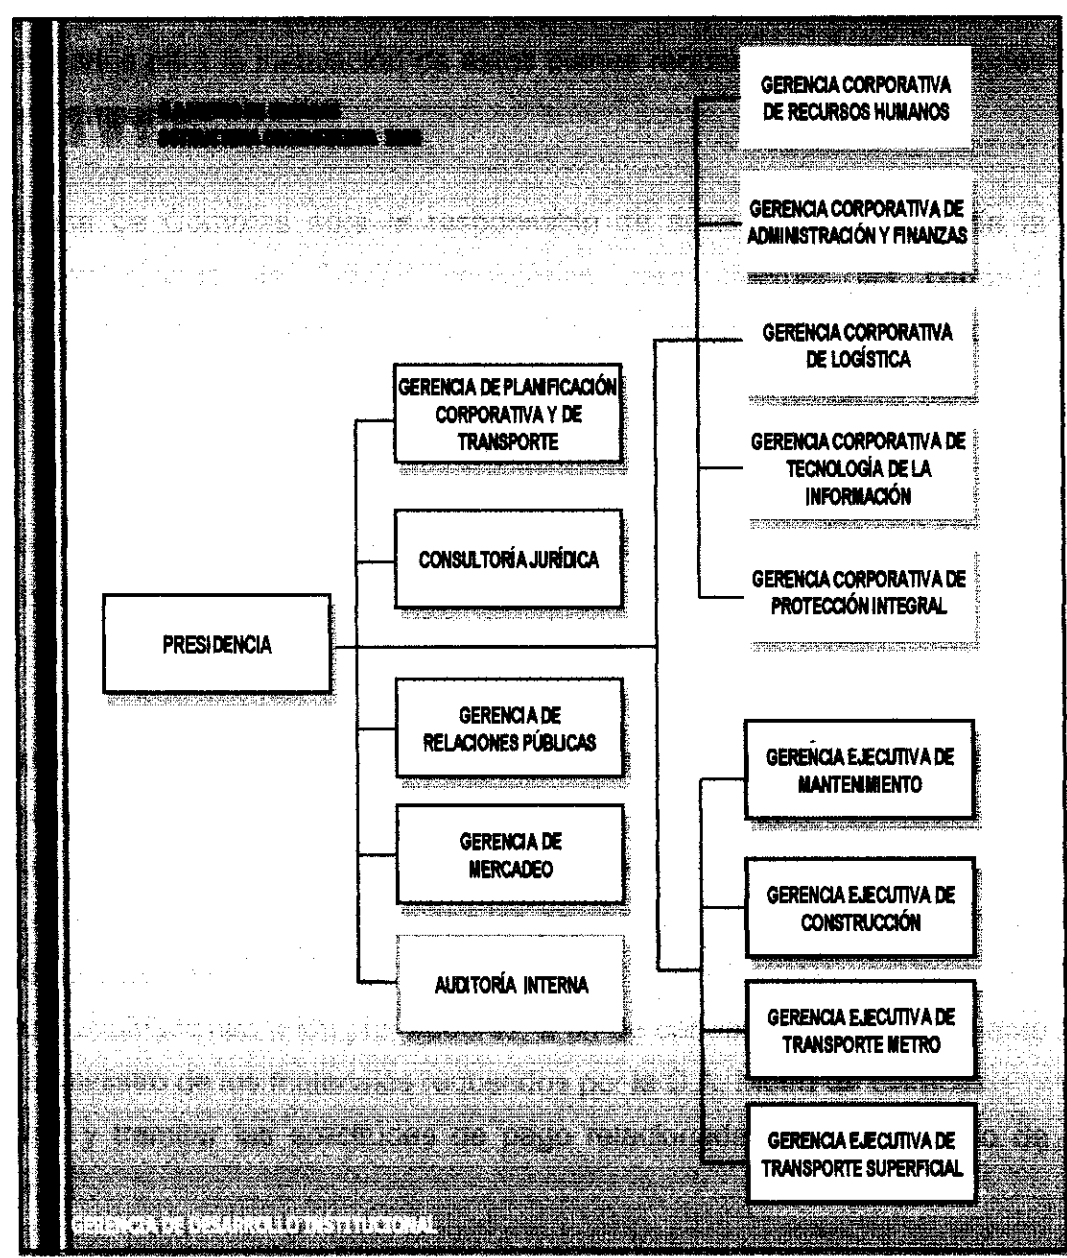 PRESIDENCIA
GERENCIA DE PLANIFICACIÓN
CORPORATIVA Y DE
TRANSPORTE
CONSULTORÍA JURÍDICA
GERENCIA DE
RELACIONES PÚBLICAS
GERENCIA DE
MERCADEO
AUDITORÍA INTERNA
GERENCIA CORPORATIVA
DE RECURSOS HUMANOS
GERENCIA CORPORATIVA DE
ADMINISTRACIÓN Y FINANZAS
GERENCIA CORPORATIVA
DE LOGÍSTICA
GERENCIA CORPORATIVA DE
TECNOLOGÍA DE LA
INFORMACIÓN
GERENCIA CORPORATIVA DE
PROTECCIÓN INTEGRAL
GERENCIA EJECUTIVA DE
MANTENIMIENTO
GERENCIA EJECUTIVA DE
CONSTRUCCIÓN
GERENCIA EJECUTIVA DE
TRANSPORTE METRO
GERENCIA EJECUTIVA DE
TRANSPORTE SUPERFICIAL
GERENCIA DE DESARROLLO INSTITUCIONAL